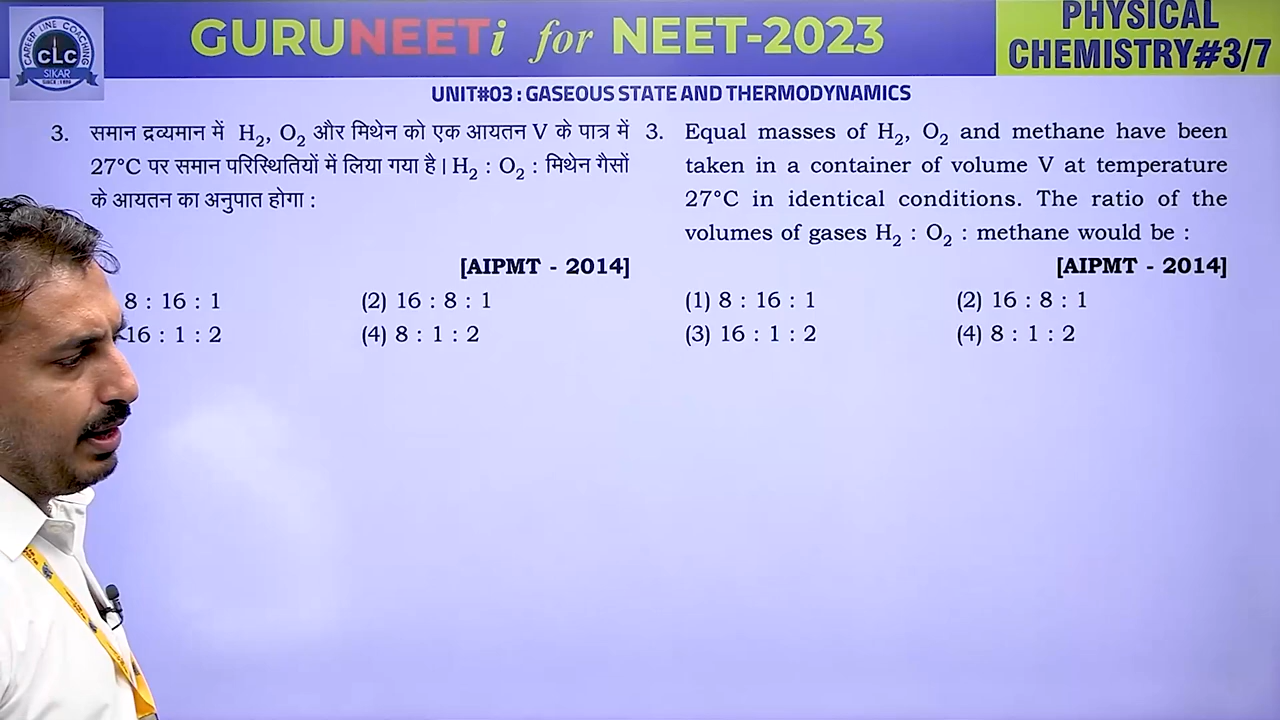 CAREER LINE COACHING
CLC
SIKAR
SINCE : 1996
GURUNEETi for NEET-2023
PHYSICAL
CHEMISTRY#3/7
UNIT#03 : GASEOUS STATE AND THERMODYNAMICS
3. समान द्रव्यमान में H₂, O₂ और मिथेन को एक आयतन V के पात्र में
27°C पर समान परिस्थितियों में लिया गया है। H₂ : O₂ : मिथेन गैसों
के आयतन का अनुपात होगा :
[AIPMT - 2014]
8 : 16 : 1 (2) 16 : 8 : 1
16 : 1 : 2 (4) 8 : 1 : 2
3. Equal masses of H₂, O₂ and methane have been
taken in a container of volume V at temperature
27°C in identical conditions. The ratio of the
volumes of gases H₂ : O₂ : methane would be :
[AIPMT - 2014]
(1) 8 : 16 : 1 (2) 16 : 8 : 1
(3) 16 : 1 : 2 (4) 8 : 1 : 2